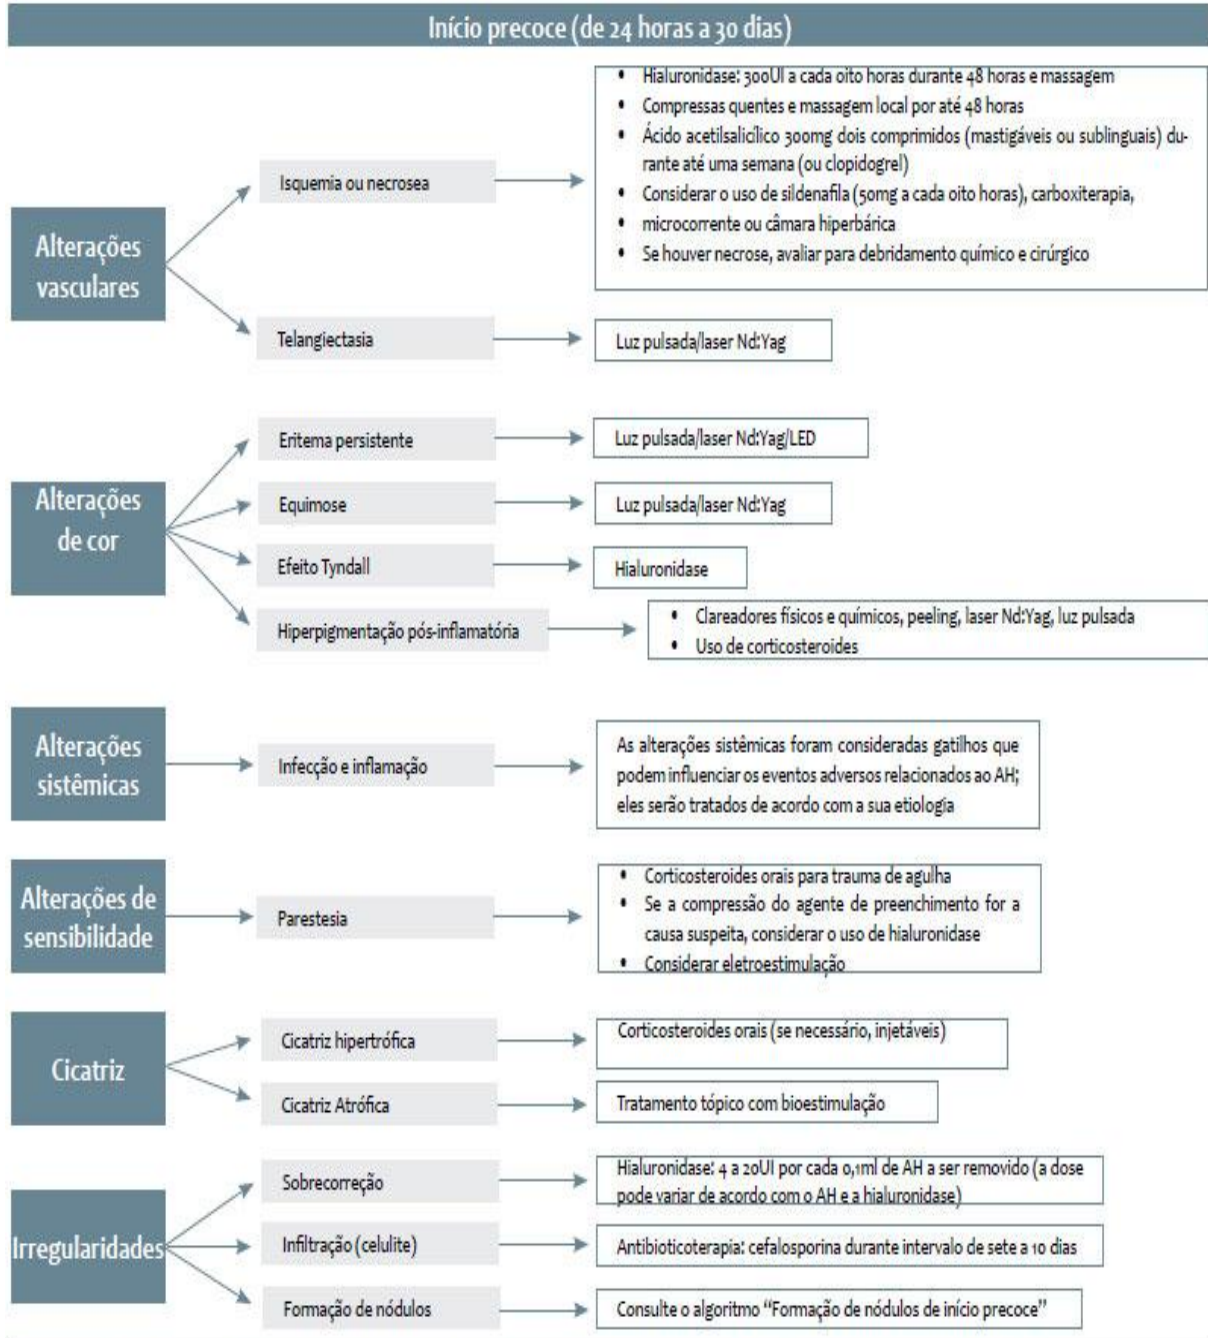 Início precoce (de 24 horas a 30 dias)
Alterações
vasculares
Isquemia ou necrosea
• Hialuronidase: 300UI a cada oito horas durante 48 horas e massagem
• Compressas quentes e massagem local por até 48 horas
• Ácido acetilsalicílico 300mg dois comprimidos (mastigáveis ou sublinguais) du-
rante até uma semana (ou clopidogrel)
• Considerar o uso de sildenafila (50mg a cada oito horas), carboxiterapia,
• microcorrente ou câmara hiperbárica
• Se houver necrose, avaliar para debridamento químico e cirúrgico
Telangiectasia
Luz pulsada/laser Nd:Yag
Alterações
de cor
Eritema persistente
Luz pulsada/laser Nd:Yag/LED
Equimose
Luz pulsada/laser Nd:Yag
Efeito Tyndall
Hialuronidase
Hiperpigmentação pós-inflamatória
• Clareadores físicos e químicos, peeling, laser Nd:Yag, luz pulsada
• Uso de corticosteroides
Alterações
sistêmicas
Infecção e inflamação
As alterações sistêmicas foram consideradas gatilhos que
podem influenciar os eventos adversos relacionados ao AH;
eles serão tratados de acordo com a sua etiologia
Alterações de
sensibilidade
Parestesia
• Corticosteroides orais para trauma de agulha
• Se a compressão do agente de preenchimento for a
causa suspeita, considerar o uso de hialuronidase
• Considerar eletroestimulação
Cicatriz
Cicatriz hipertrófica
Corticosteroides orais (se necessário, injetáveis)
Cicatriz Atrófica
Tratamento tópico com bioestimulação
Irregularidades
Sobrecorreção
Hialuronidase: 4 a 20UI por cada 0,1ml de AH a ser removido (a dose
pode variar de acordo com o AH e a hialuronidase)
Infiltração (celulite)
Antibioticoterapia: cefalosporina durante intervalo de sete a 10 dias
Formação de nódulos
Consulte o algoritmo “Formação de nódulos de início precoce”